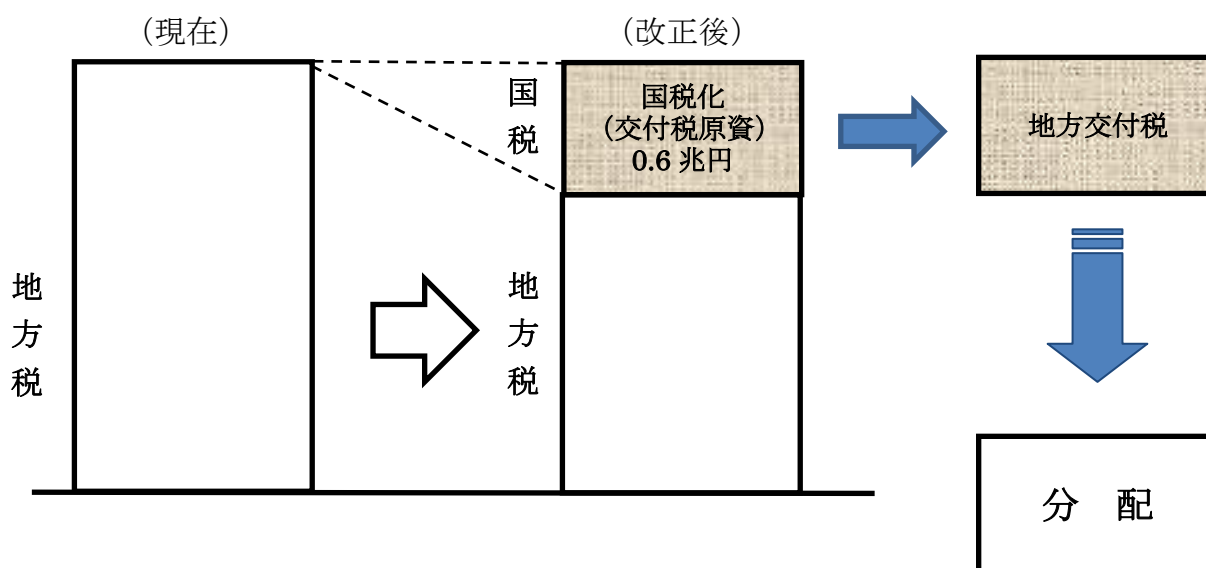 （現在）
地方税
（改正後）
国税
国税化
（交付税原資）
0.6 兆円
地方税
地方交付税
分　配